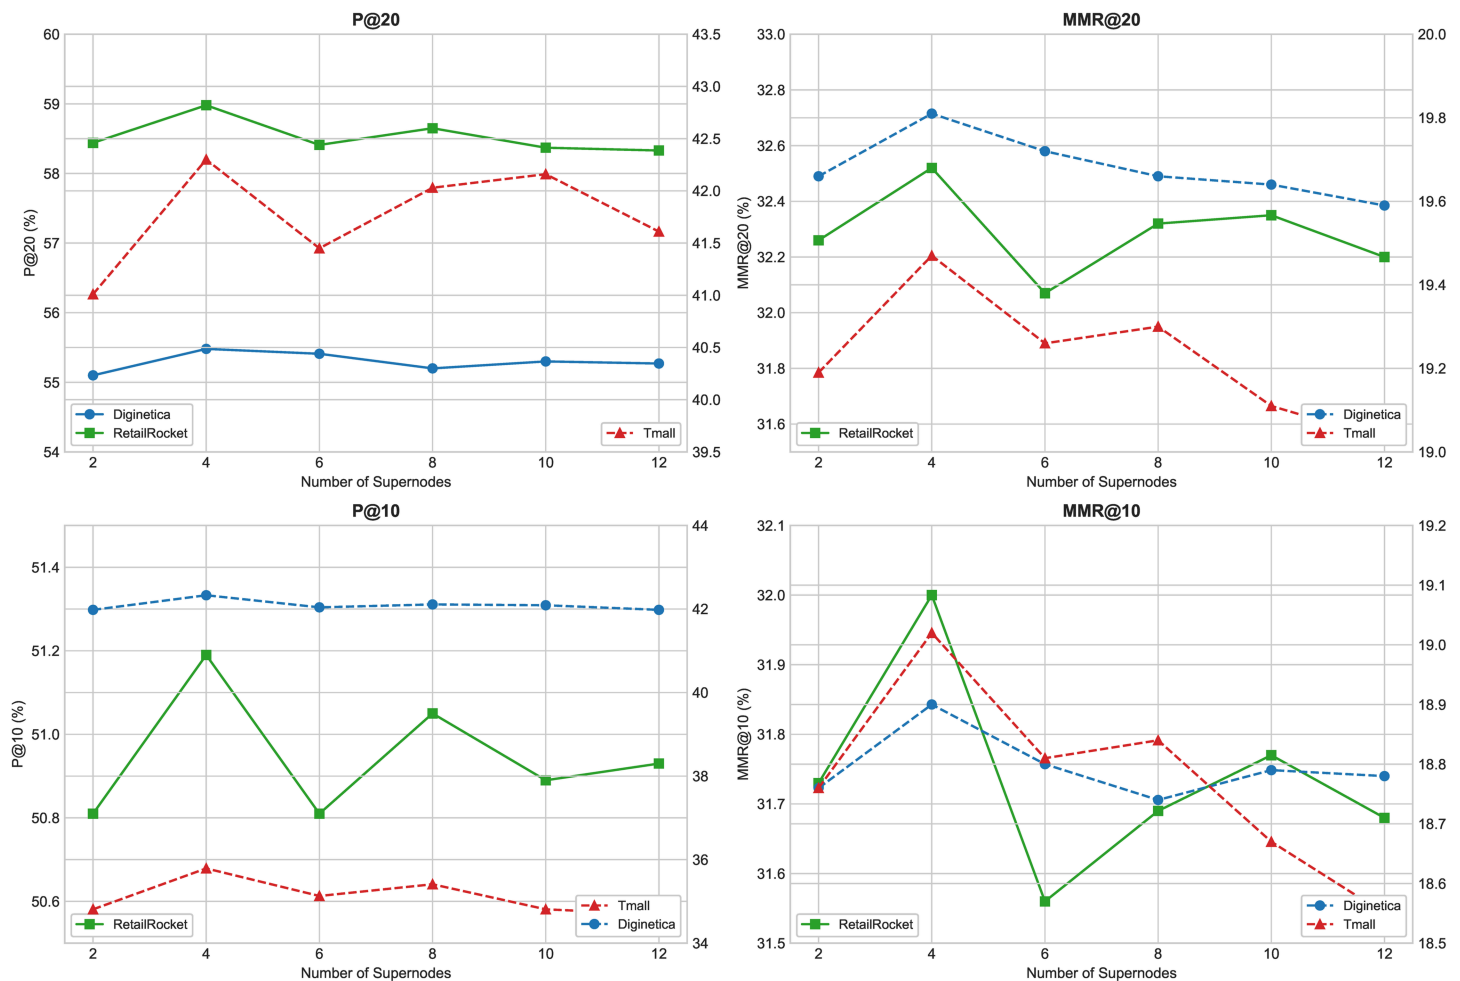 P@20
60
59
58
57
56
55
54
P@20 (%)
43.5
43.0
42.5
42.0
41.5
41.0
40.5
40.0
39.5
Diginetica
RetailRocket
Tmall
2 4 6 8 10 12
Number of Supernodes
MMR@20
33.0
32.8
32.6
32.4
32.2
32.0
31.8
31.6
MMR@20 (%)
20.0
19.8
19.6
19.4
19.2
19.0
RetailRocket
Diginetica
Tmall
2 4 6 8 10 12
Number of Supernodes
P@10
51.4
51.2
51.0
50.8
50.6
P@10 (%)
44
42
40
38
36
34
RetailRocket
Tmall
Diginetica
2 4 6 8 10 12
Number of Supernodes
MMR@10
32.1
32.0
31.9
31.8
31.7
31.6
31.5
MMR@10 (%)
19.2
19.1
19.0
18.9
18.8
18.7
18.6
18.5
RetailRocket
Diginetica
Tmall
2 4 6 8 10 12
Number of Supernodes